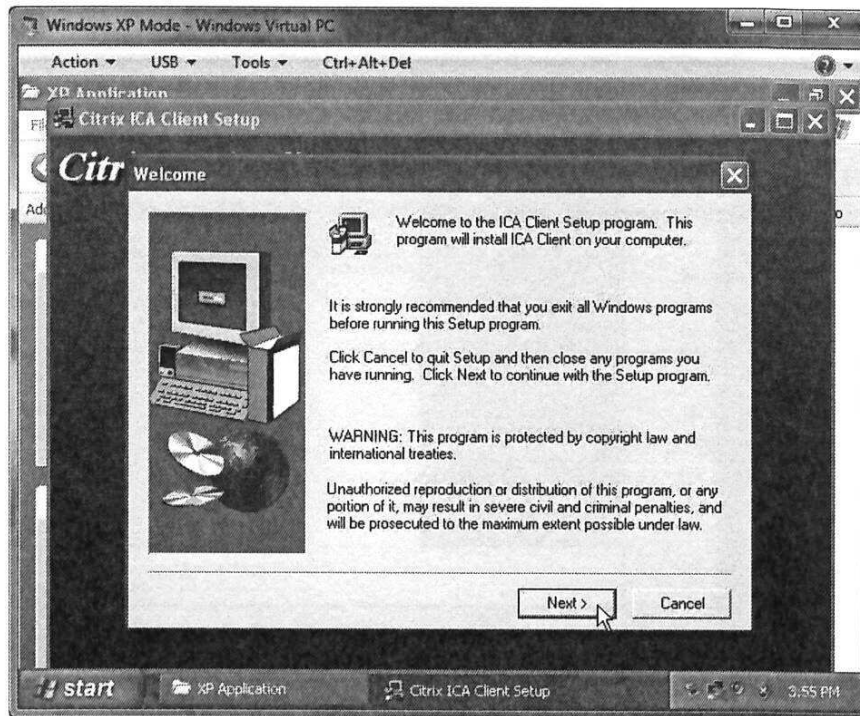 Windows XP Mode - Windows Virtual PC
Action USB Tools Ctrl+Alt+Del
XP Application
Citrix ICA Client Setup
Citr
Welcome
Welcome to the ICA Client Setup program. This
program will install ICA Client on your computer.
It is strongly recommended that you exit all Windows programs
before running this Setup program.
Click Cancel to quit Setup and then close any programs you
have running. Click Next to continue with the Setup program.
WARNING: This program is protected by copyright law and
international treaties.
Unauthorized reproduction or distribution of this program, or any
portion of it, may result in severe civil and criminal penalties, and
will be prosecuted to the maximum extent possible under law.
Next > Cancel
start XP Application Citrix ICA Client Setup 3:55 PM